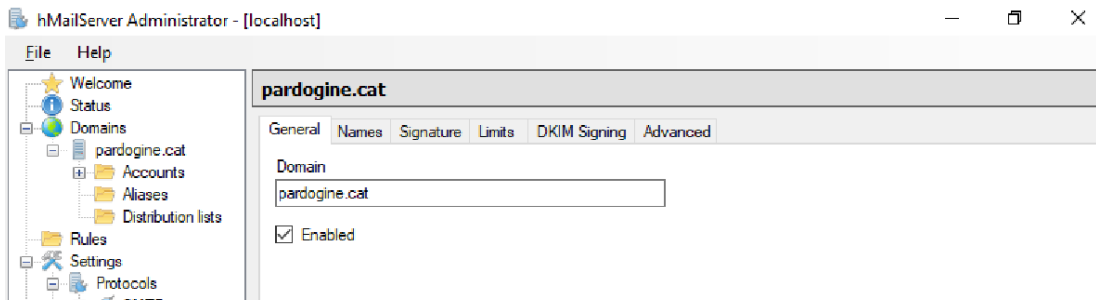 hMailServer Administrator - [localhost]
File Help
Welcome
Status
Domains
pardogine.cat
Accounts
Aliases
Distribution lists
Rules
Settings
Protocols
pardogine.cat
General Names Signature Limits DKIM Signing Advanced
Domain
pardogine.cat
Enabled